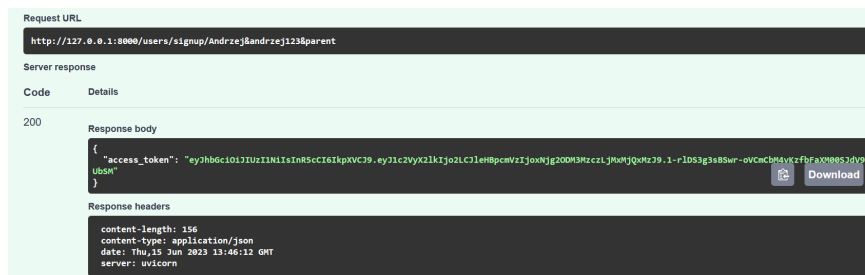 Request URL
http://127.0.0.1:8000/users/signup/Andrzej&andrzej123&parent
Server response
Code Details
200
Response body
{
"access_token": "eyJhbGciOiJIUzI1NiIsInR5cCI6IkpXVCJ9.eyJ1c2VyX2lkIjo2LCJleHBpcmVzIjoxNjg2ODM3MzczLjMxMjQxMzJ9.1-rlDS3g3sBSwr-oVCmCbM4vKzfbFaXM00SJdV9
UbSM"
}
Download
Response headers
content-length: 156
content-type: application/json
date: Thu,15 Jun 2023 13:46:12 GMT
server: uvicorn